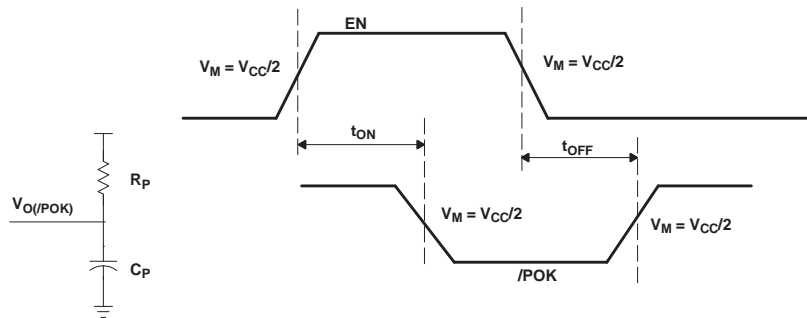 EN
V_M = V_CC/2
V_M = V_CC/2
t_ON
t_OFF
R_P
V_O(/POK)
V_M = V_CC/2
V_M = V_CC/2
C_P
/POK